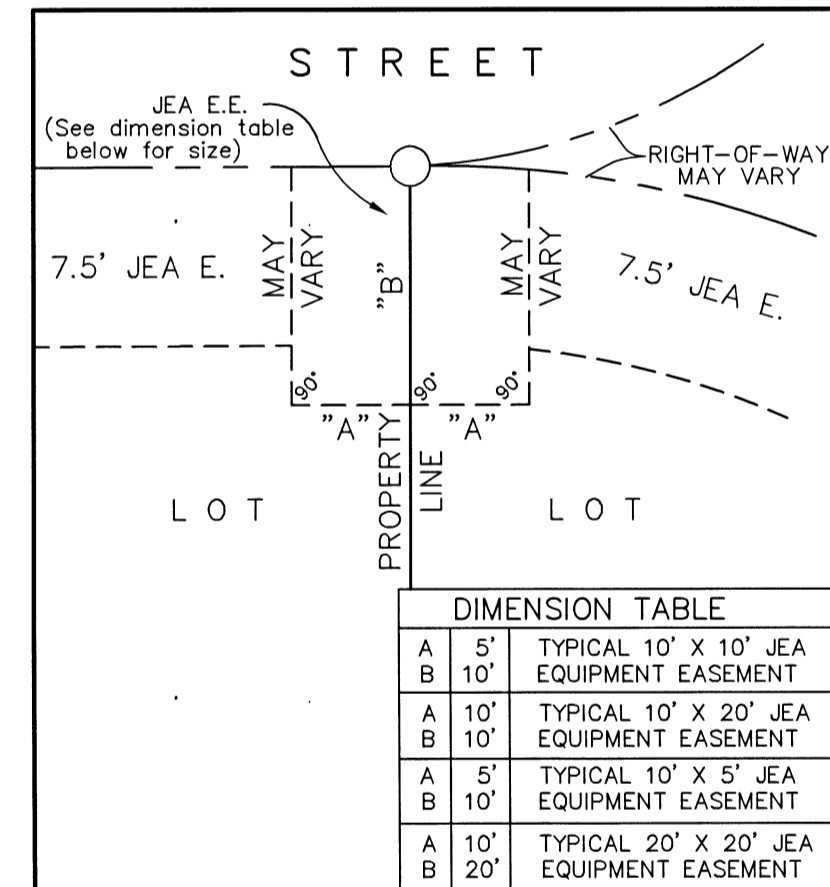 STREET
JEA E.E.
(See dimension table
below for size)
RIGHT-OF-WAY
MAY VARY
7.5' JEA E.
MAY
VARY
"B"
MAY
VARY
7.5' JEA E.
90°
90°
90°
"A"
"A"
PROPERTY
LINE
LOT
LOT
DIMENSION TABLE
A 5' TYPICAL 10' X 10' JEA
B 10' EQUIPMENT EASEMENT
A 10' TYPICAL 10' X 20' JEA
B 10' EQUIPMENT EASEMENT
A 5' TYPICAL 10' X 5' JEA
B 10' EQUIPMENT EASEMENT
A 10' TYPICAL 20' X 20' JEA
B 20' EQUIPMENT EASEMENT